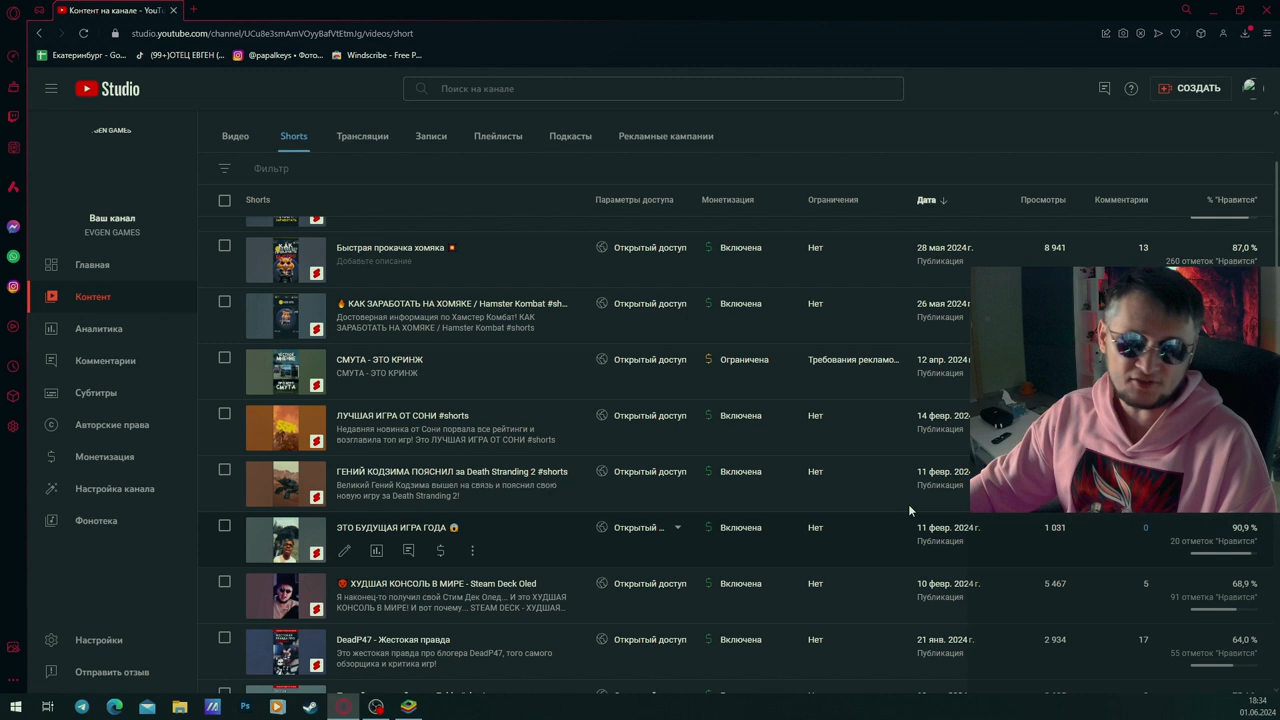 Контент на канале - YouTu
studio.youtube.com/channel/UCu8e3smAmVOyyBafVtEtmJg/videos/short
Екатеринбург - Go...
(99+)ОТЕЦ ЕВГЕН (...
@papalkeys • Фото...
Windscribe - Free P...
Studio
Поиск на канале
СОЗДАТЬ
EVGEN GAMES
Видео
Shorts
Трансляции
Записи
Плейлисты
Подкасты
Рекламные кампании
Фильтр
Shorts
Параметры доступа
Монетизация
Ограничения
Дата
Просмотры
Комментарии
% "Нравится"
Ваш канал
EVGEN GAMES
Главная
Контент
Аналитика
Комментарии
Субтитры
Авторские права
Монетизация
Настройка канала
Фонотека
Настройки
Отправить отзыв
Быстрая прокачка хомяка
Добавьте описание
Открытый доступ
Включена
Нет
28 мая 2024 г.
Публикация
8 941
13
87,0 %
260 отметок "Нравится"
КАК ЗАРАБОТАТЬ НА ХОМЯКЕ / Hamster Kombat #sh...
Достоверная информация по Хамстер Комбат! КАК
ЗАРАБОТАТЬ НА ХОМЯКЕ / Hamster Kombat #shorts
Открытый доступ
Включена
Нет
26 мая 2024 г.
Публикация
СМУТА - ЭТО КРИНЖ
СМУТА - ЭТО КРИНЖ
Открытый доступ
Ограничена
Требования рекламо...
12 апр. 2024 г.
Публикация
ЛУЧШАЯ ИГРА ОТ СОНИ #shorts
Недавняя новинка от Сони порвала все рейтинги и
возглавила топ игр! Это ЛУЧШАЯ ИГРА ОТ СОНИ #shorts
Открытый доступ
Включена
Нет
14 февр. 2024
Публикация
ГЕНИЙ КОДЗИМА ПОЯСНИЛ за Death Stranding 2 #shorts
Великий Гений Кодзима вышел на связь и пояснил свою
новую игру за Death Stranding 2!
Открытый доступ
Включена
Нет
11 февр. 2024
Публикация
ЭТО БУДУЩАЯ ИГРА ГОДА
Открытый ...
Включена
Нет
11 февр. 2024 г.
Публикация
1 031
0
90,9 %
20 отметок "Нравится"
ХУДШАЯ КОНСОЛЬ В МИРЕ - Steam Deck Oled
Я наконец-то получил свой Стим Дек Олед... И это ХУДШАЯ
КОНСОЛЬ В МИРЕ! И вот почему... STEAM DECK - ХУДШАЯ...
Открытый доступ
Включена
Нет
10 февр. 2024 г.
Публикация
5 467
5
68,9 %
91 отметка "Нравится"
DeadP47 - Жестокая правда
Это жестокая правда про блогера DeadP47, того самого
обзорщика и критика игр!
Открытый доступ
Включена
Нет
21 янв. 2024 г.
Публикация
2 934
17
64,0 %
55 отметок "Нравится"
18:34
01.06.2024